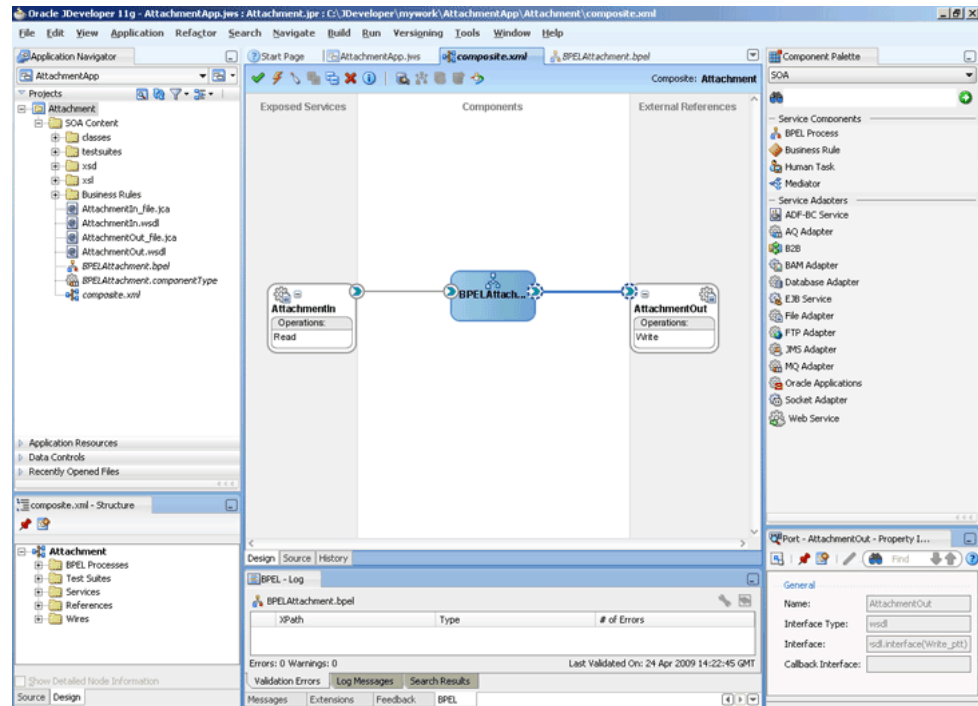 Oracle JDeveloper 11g - AttachmentApp.jws : Attachment.jpr : C:\JDeveloper\mywork\AttachmentApp\Attachment\composite.xml
File Edit View Application Refactor Search Navigate Build Run Versioning Tools Window Help
Application Navigator
AttachmentApp
Projects
Attachment
SOA Content
classes
testsuites
xsd
xsl
Business Rules
AttachmentIn_file.jca
AttachmentIn.wsdl
AttachmentOut_file.jca
AttachmentOut.wsdl
BPELAttachment.bpel
BPELAttachment.componentType
composite.xml
Application Resources
Data Controls
Recently Opened Files
composite.xml - Structure
Attachment
BPEL Processes
Test Suites
Services
References
Wires
Show Detailed Node Information
Source Design
Start Page AttachmentApp.jws composite.xml BPELAttachment.bpel
Composite: Attachment
Exposed Services Components External References
AttachmentIn
Operations:
Read
BPELAttach...
AttachmentOut
Operations:
Write
Design Source History
BPEL - Log
BPELAttachment.bpel
XPath Type # of Errors
Errors: 0 Warnings: 0 Last Validated On: 24 Apr 2009 14:22:45 GMT
Validation Errors Log Messages Search Results
Messages Extensions Feedback BPEL
Component Palette
SOA
Service Components
BPEL Process
Business Rule
Human Task
Mediator
Service Adapters
ADF-BC Service
AQ Adapter
B2B
BAM Adapter
Database Adapter
EJB Service
File Adapter
FTP Adapter
JMS Adapter
MQ Adapter
Oracle Applications
Socket Adapter
Web Service
Port - AttachmentOut - Property I...
Find
General
Name: AttachmentOut
Interface Type: wsdl
Interface: sdl.interface(Write_ptt)
Callback Interface: